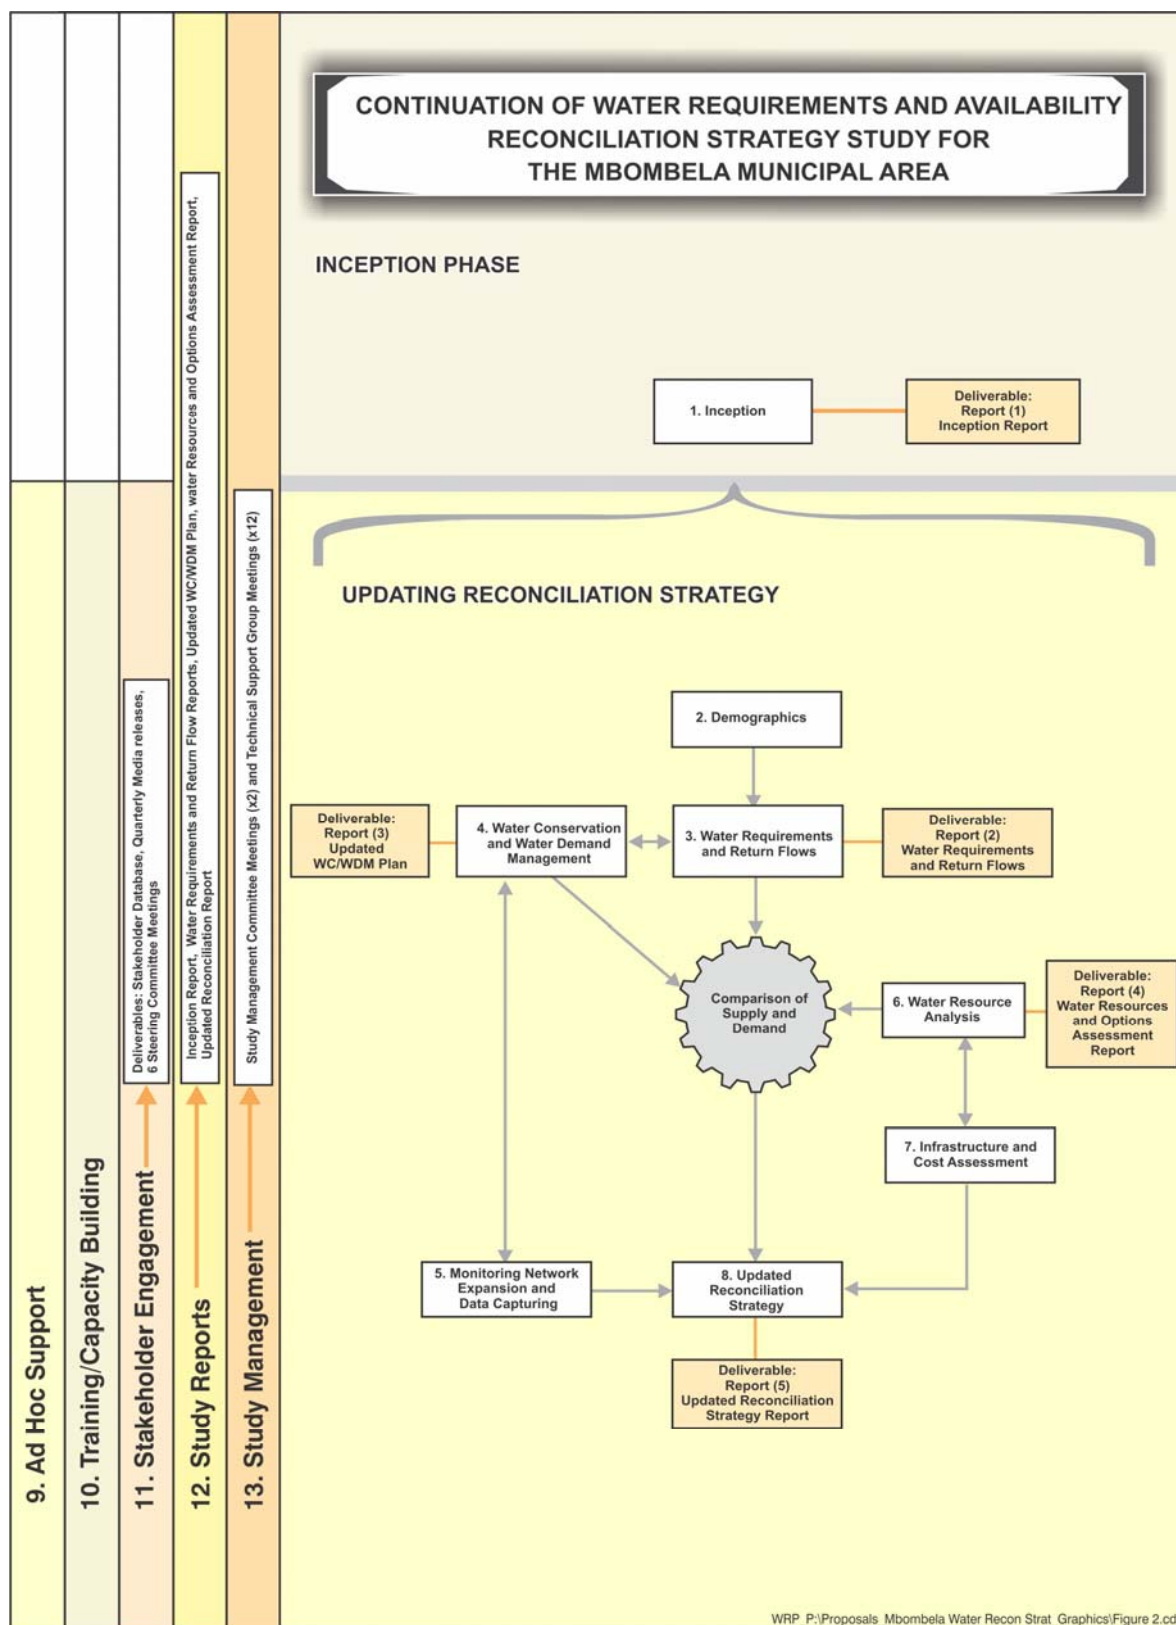 CONTINUATION OF WATER REQUIREMENTS AND AVAILABILITY
RECONCILIATION STRATEGY STUDY FOR
THE MBOMBELA MUNICIPAL AREA
INCEPTION PHASE
1. Inception
Deliverable:
Report (1)
Inception Report
UPDATING RECONCILIATION STRATEGY
2. Demographics
Deliverable:
Report (3)
Updated
WC/WDM Plan
4. Water Conservation
and Water Demand
Management
3. Water Requirements
and Return Flows
Deliverable:
Report (2)
Water Requirements
and Return Flows
Comparison of
Supply and
Demand
6. Water Resource
Analysis
Deliverable:
Report (4)
Water Resources
and Options
Assessment
Report
7. Infrastructure and
Cost Assessment
5. Monitoring Network
Expansion and
Data Capturing
8. Updated
Reconciliation
Strategy
Deliverable:
Report (5)
Updated Reconciliation
Strategy Report
9. Ad Hoc Support
10. Training/Capacity Building
11. Stakeholder Engagement
Deliverables: Stakeholder Database, Quarterly Media releases,
6 Steering Committee Meetings
12. Study Reports
Inception Report, Water Requirements and Return Flow Reports, Updated WC/WDM Plan, water Resources and Options Assessment Report,
Updated Reconciliation Report
13. Study Management
Study Management Committee Meetings (x2) and Technical Support Group Meetings (x12)
WRP_P:\Proposals_Mbombela Water Recon Strat_Graphics\Figure 2.cd